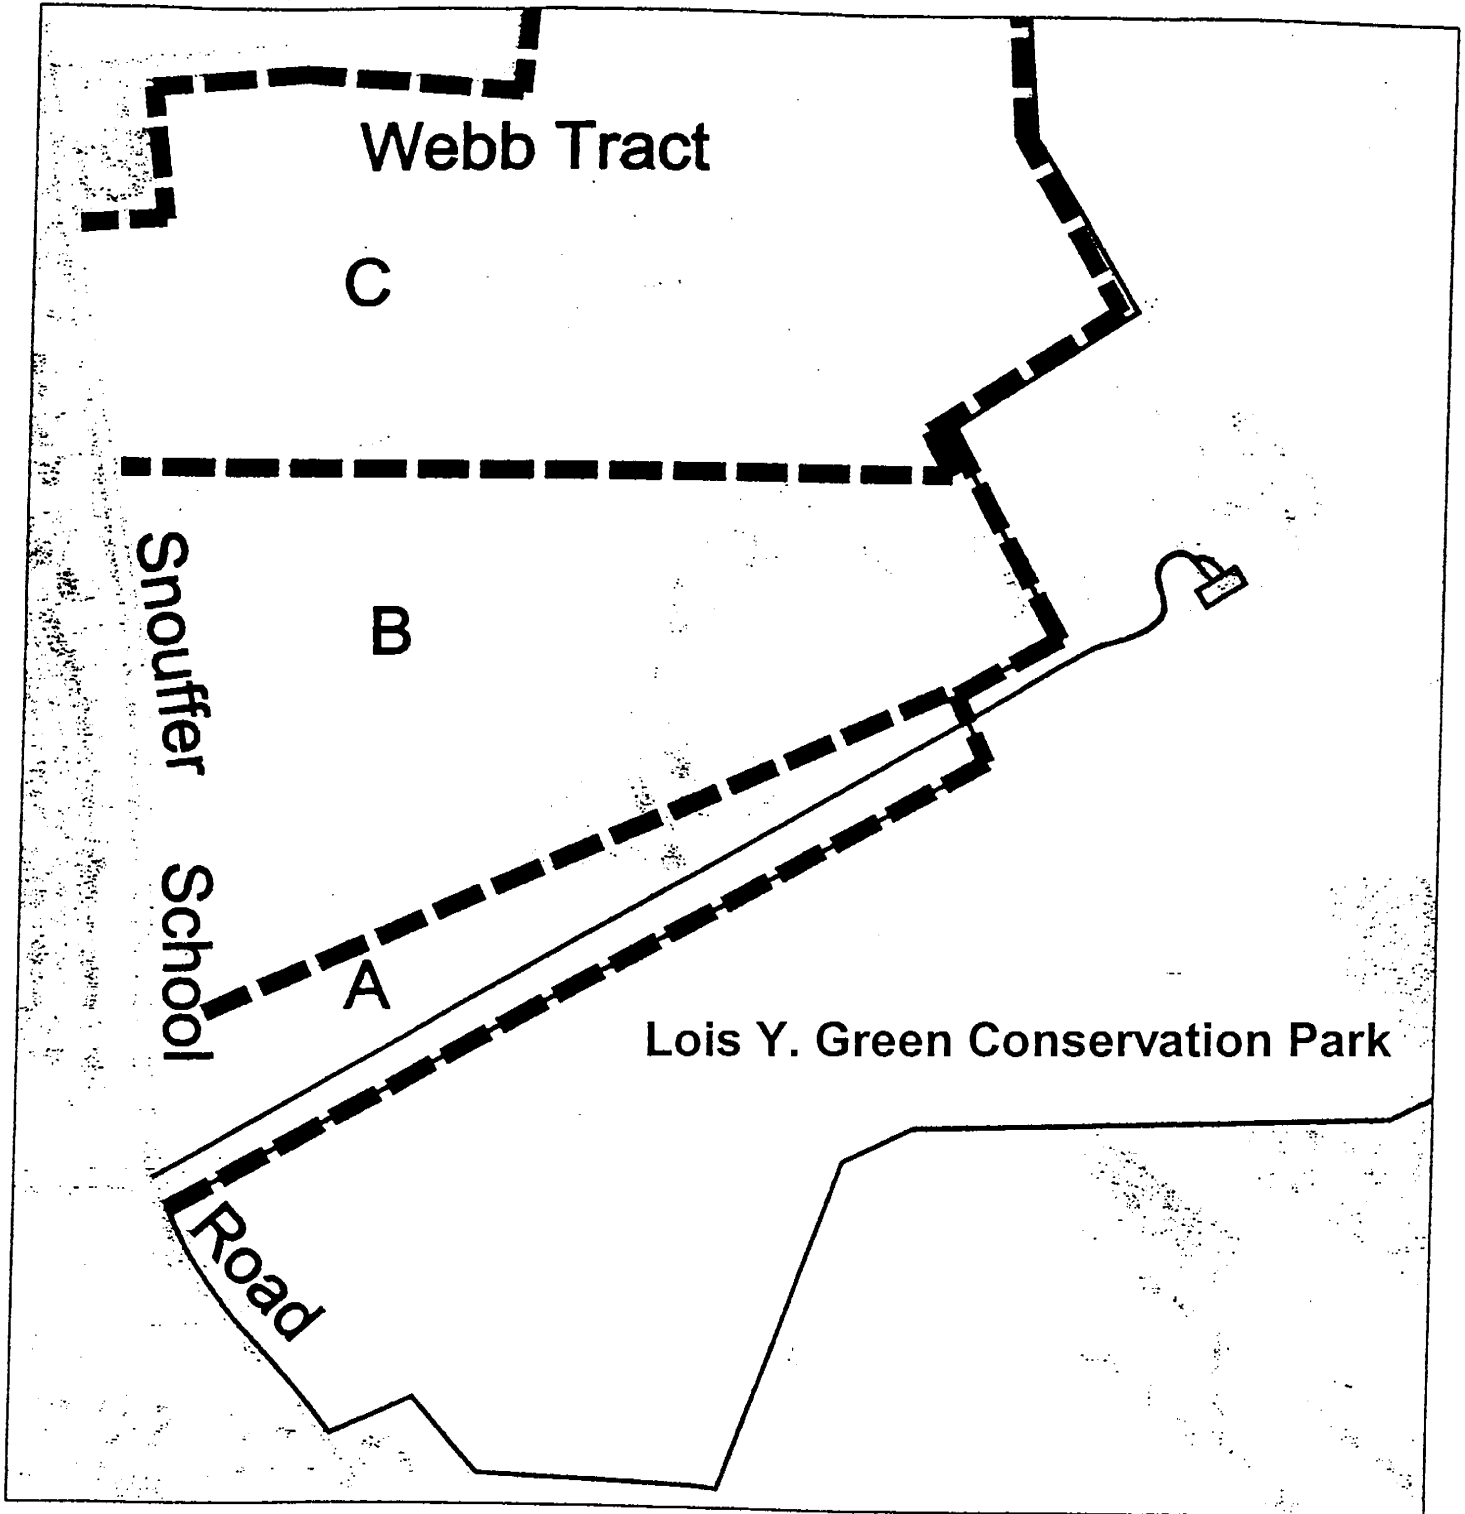 Webb Tract
C
B
Snouffer School Road
A
Lois Y. Green Conservation Park